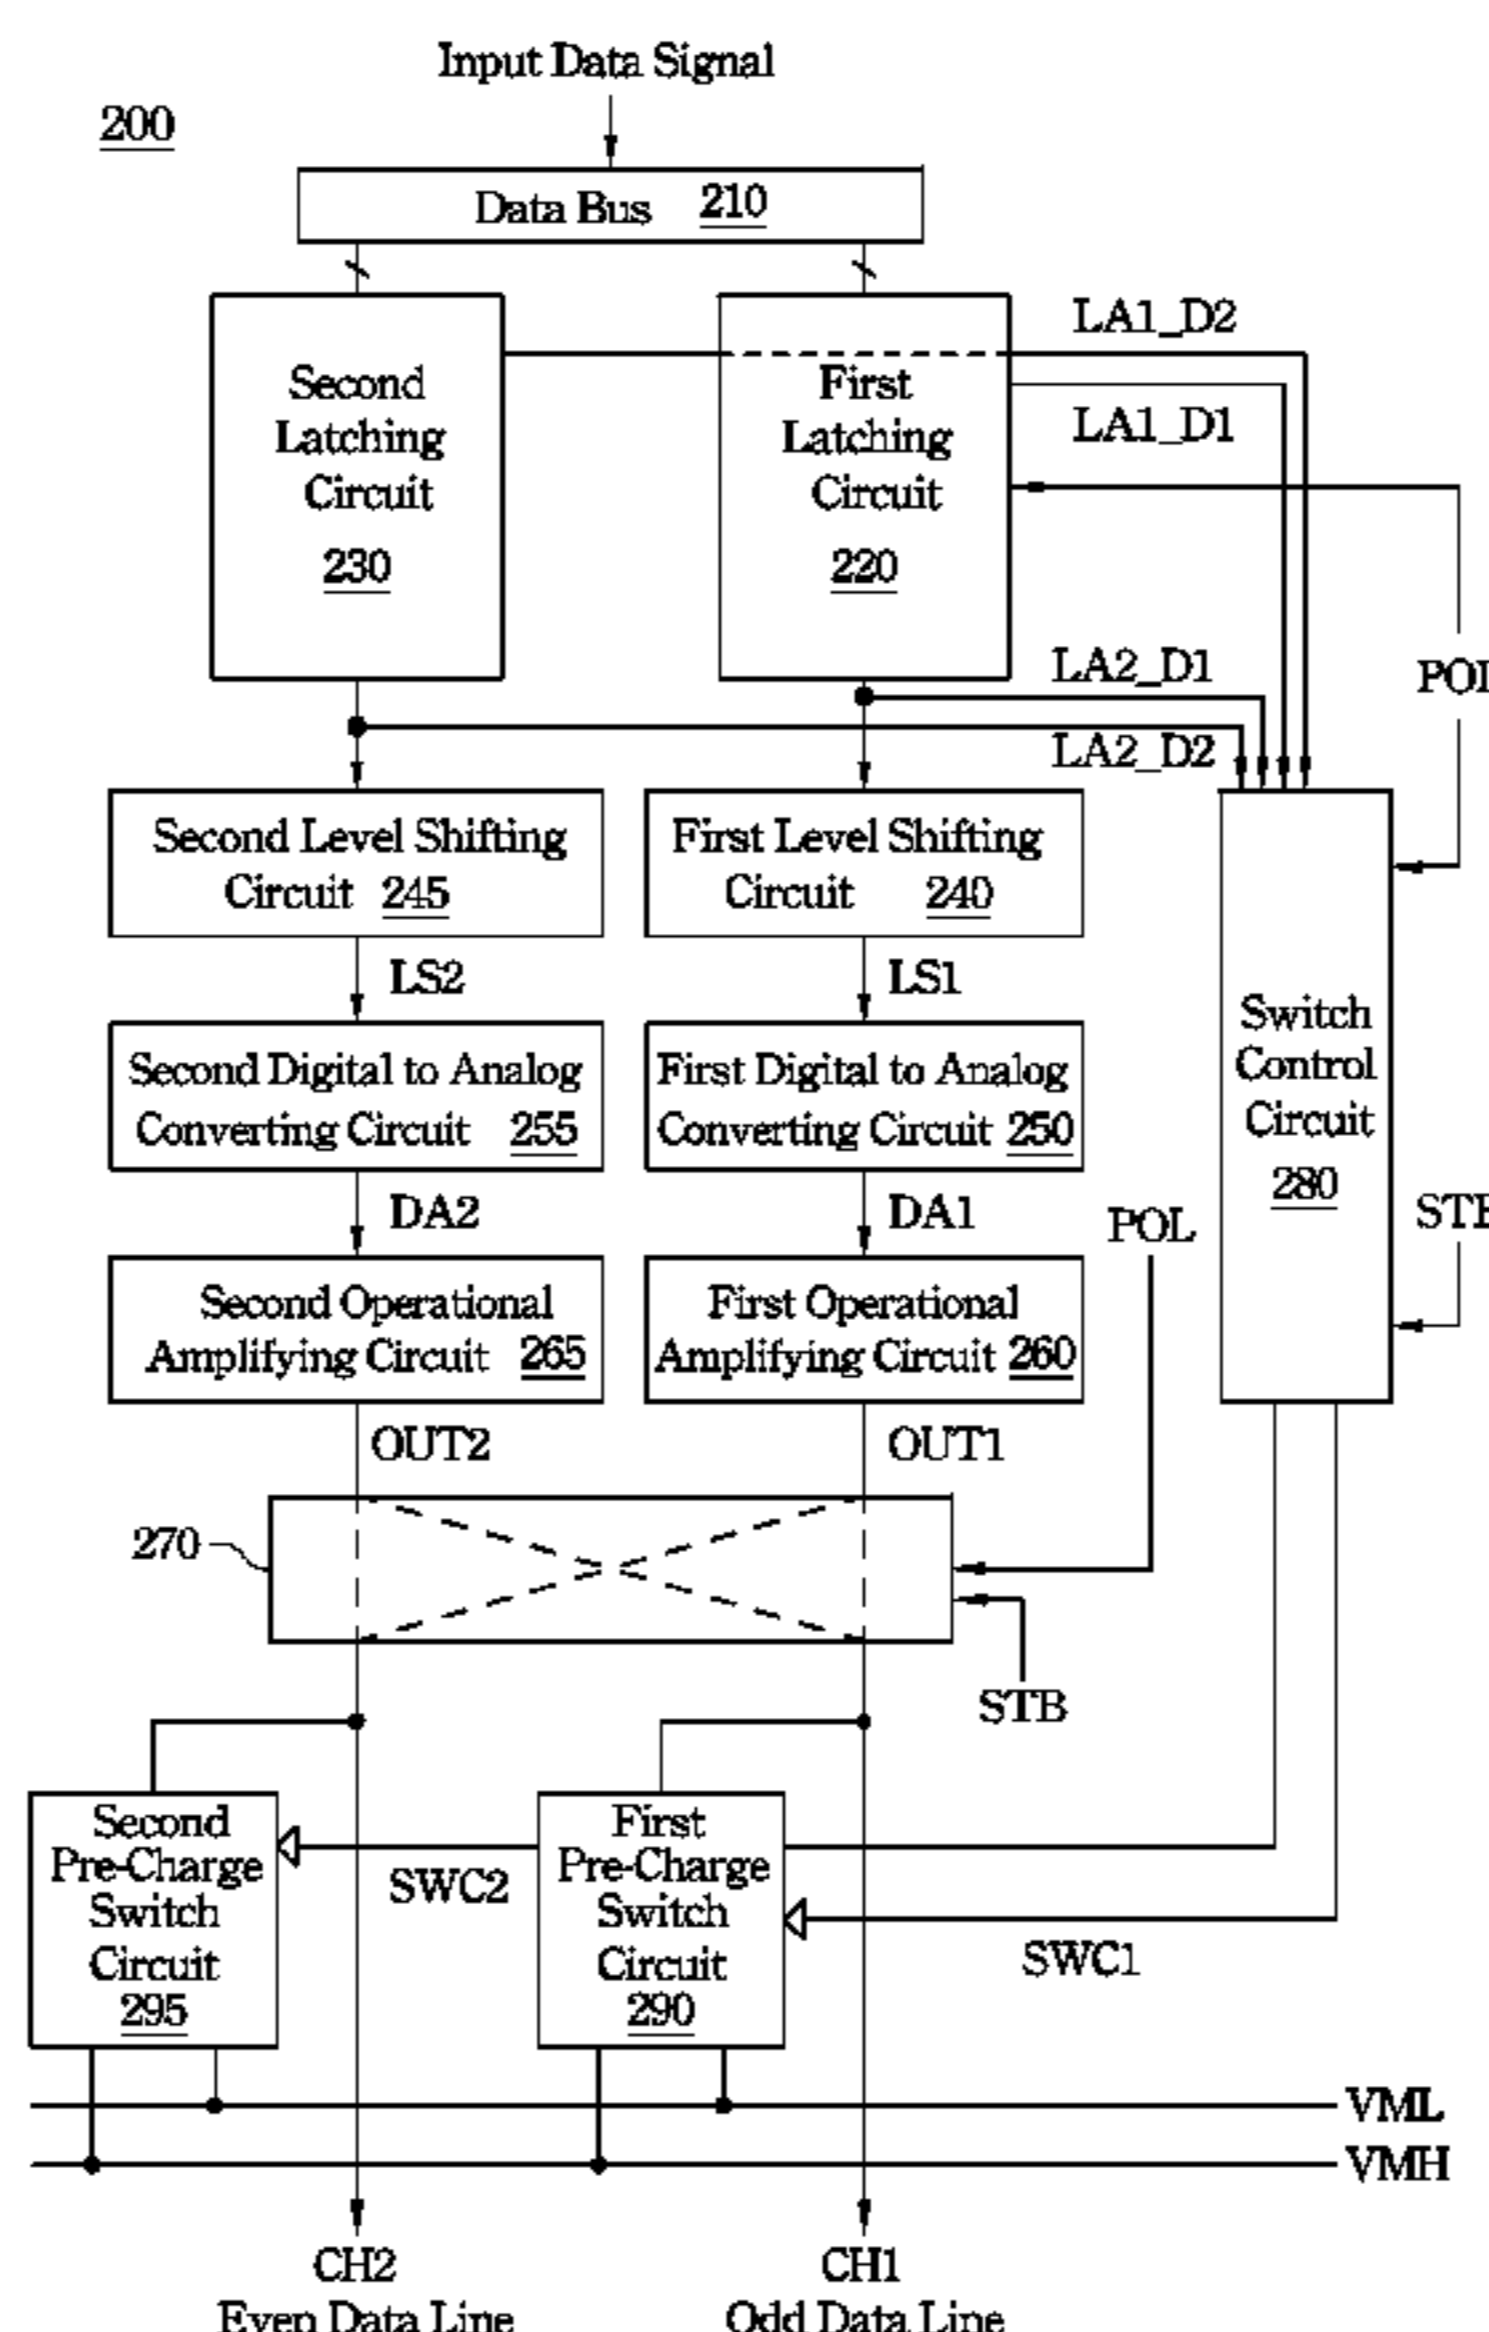 Input Data Signal
200
Data Bus 210
LA1_D2
Second
Latching
Circuit
230
First
Latching
Circuit
220
LA1_D1
LA2_D1
POL
LA2_D2
Second Level Shifting
Circuit 245
First Level Shifting
Circuit 240
LS2
LS1
Second Digital to Analog
Converting Circuit 255
First Digital to Analog
Converting Circuit 250
Switch
Control
Circuit
280
DA2
DA1
POL
STB
Second Operational
Amplifying Circuit 265
First Operational
Amplifying Circuit 260
OUT2
OUT1
270
STB
Second
Pre-Charge
Switch
Circuit
295
SWC2
First
Pre-Charge
Switch
Circuit
290
SWC1
VML
VMH
CH2
Even Data Line
CH1
Odd Data Line